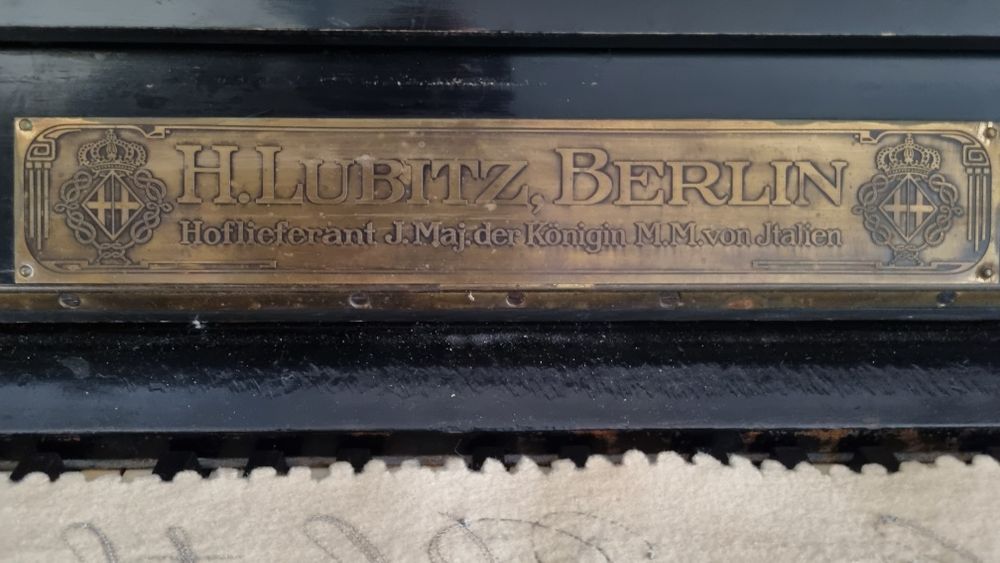 H. LUBITZ, BERLIN
Hoflieferant J. Maj. der Königin M.M. von Jtalien